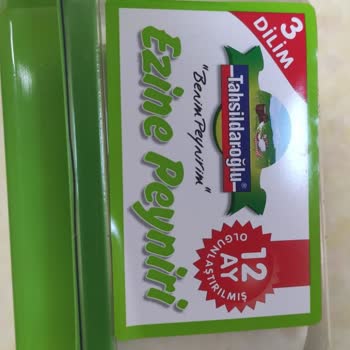 3
DİLİM
Tahsildaroğlu®
"Benim Peynirim"
Ezine Peyniri
12
AY
OLGUNLAŞTIRILMIŞ